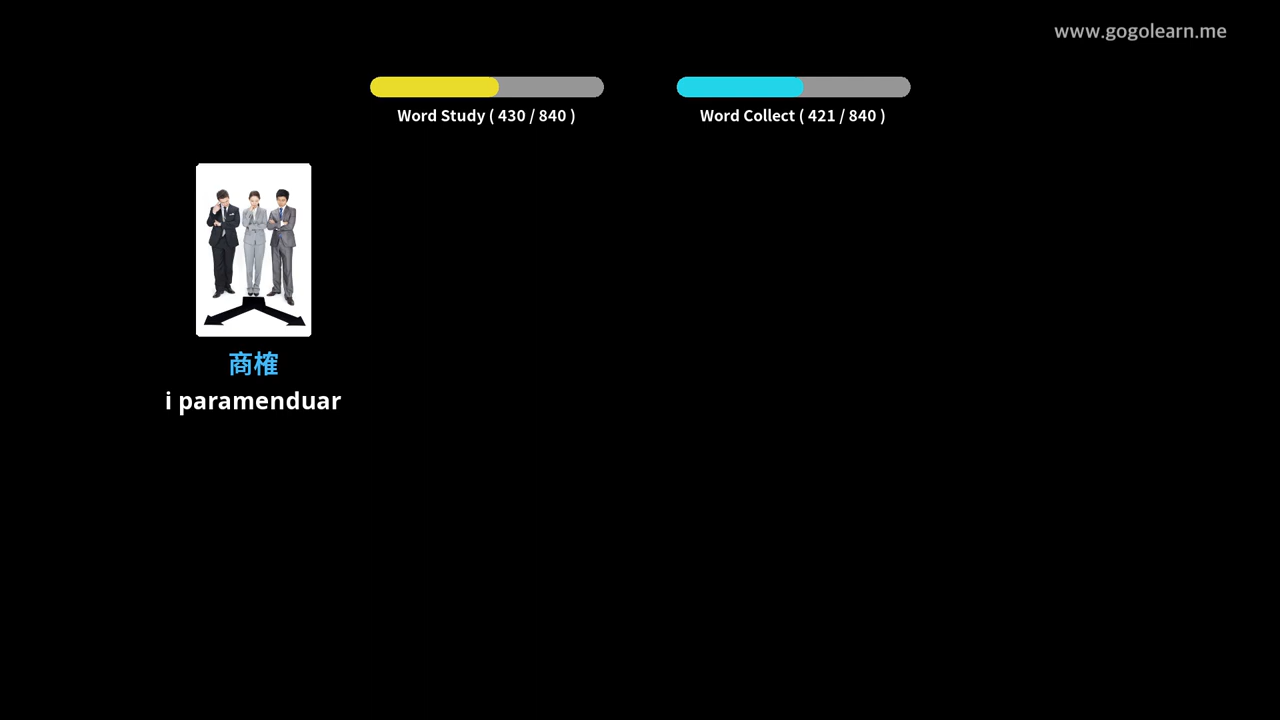 www.gogolearn.me
Word Study ( 430 / 840 )
Word Collect ( 421 / 840 )
商榷
i paramenduar